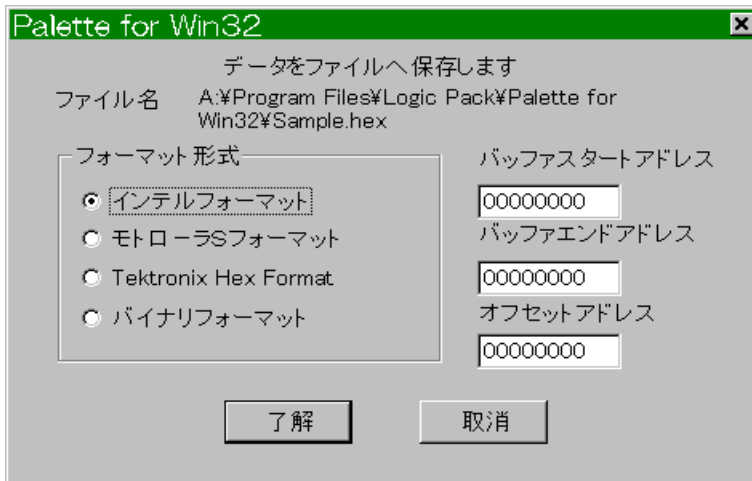 Palette for Win32
データをファイルへ保存します
ファイル名
A:¥Program Files¥Logic Pack¥Palette for
Win32¥Sample.hex
フォーマット形式
インテルフォーマット
モトローラSフォーマット
Tektronix Hex Format
バイナリフォーマット
バッファスタートアドレス
00000000
バッファエンドアドレス
00000000
オフセットアドレス
00000000
了解
取消